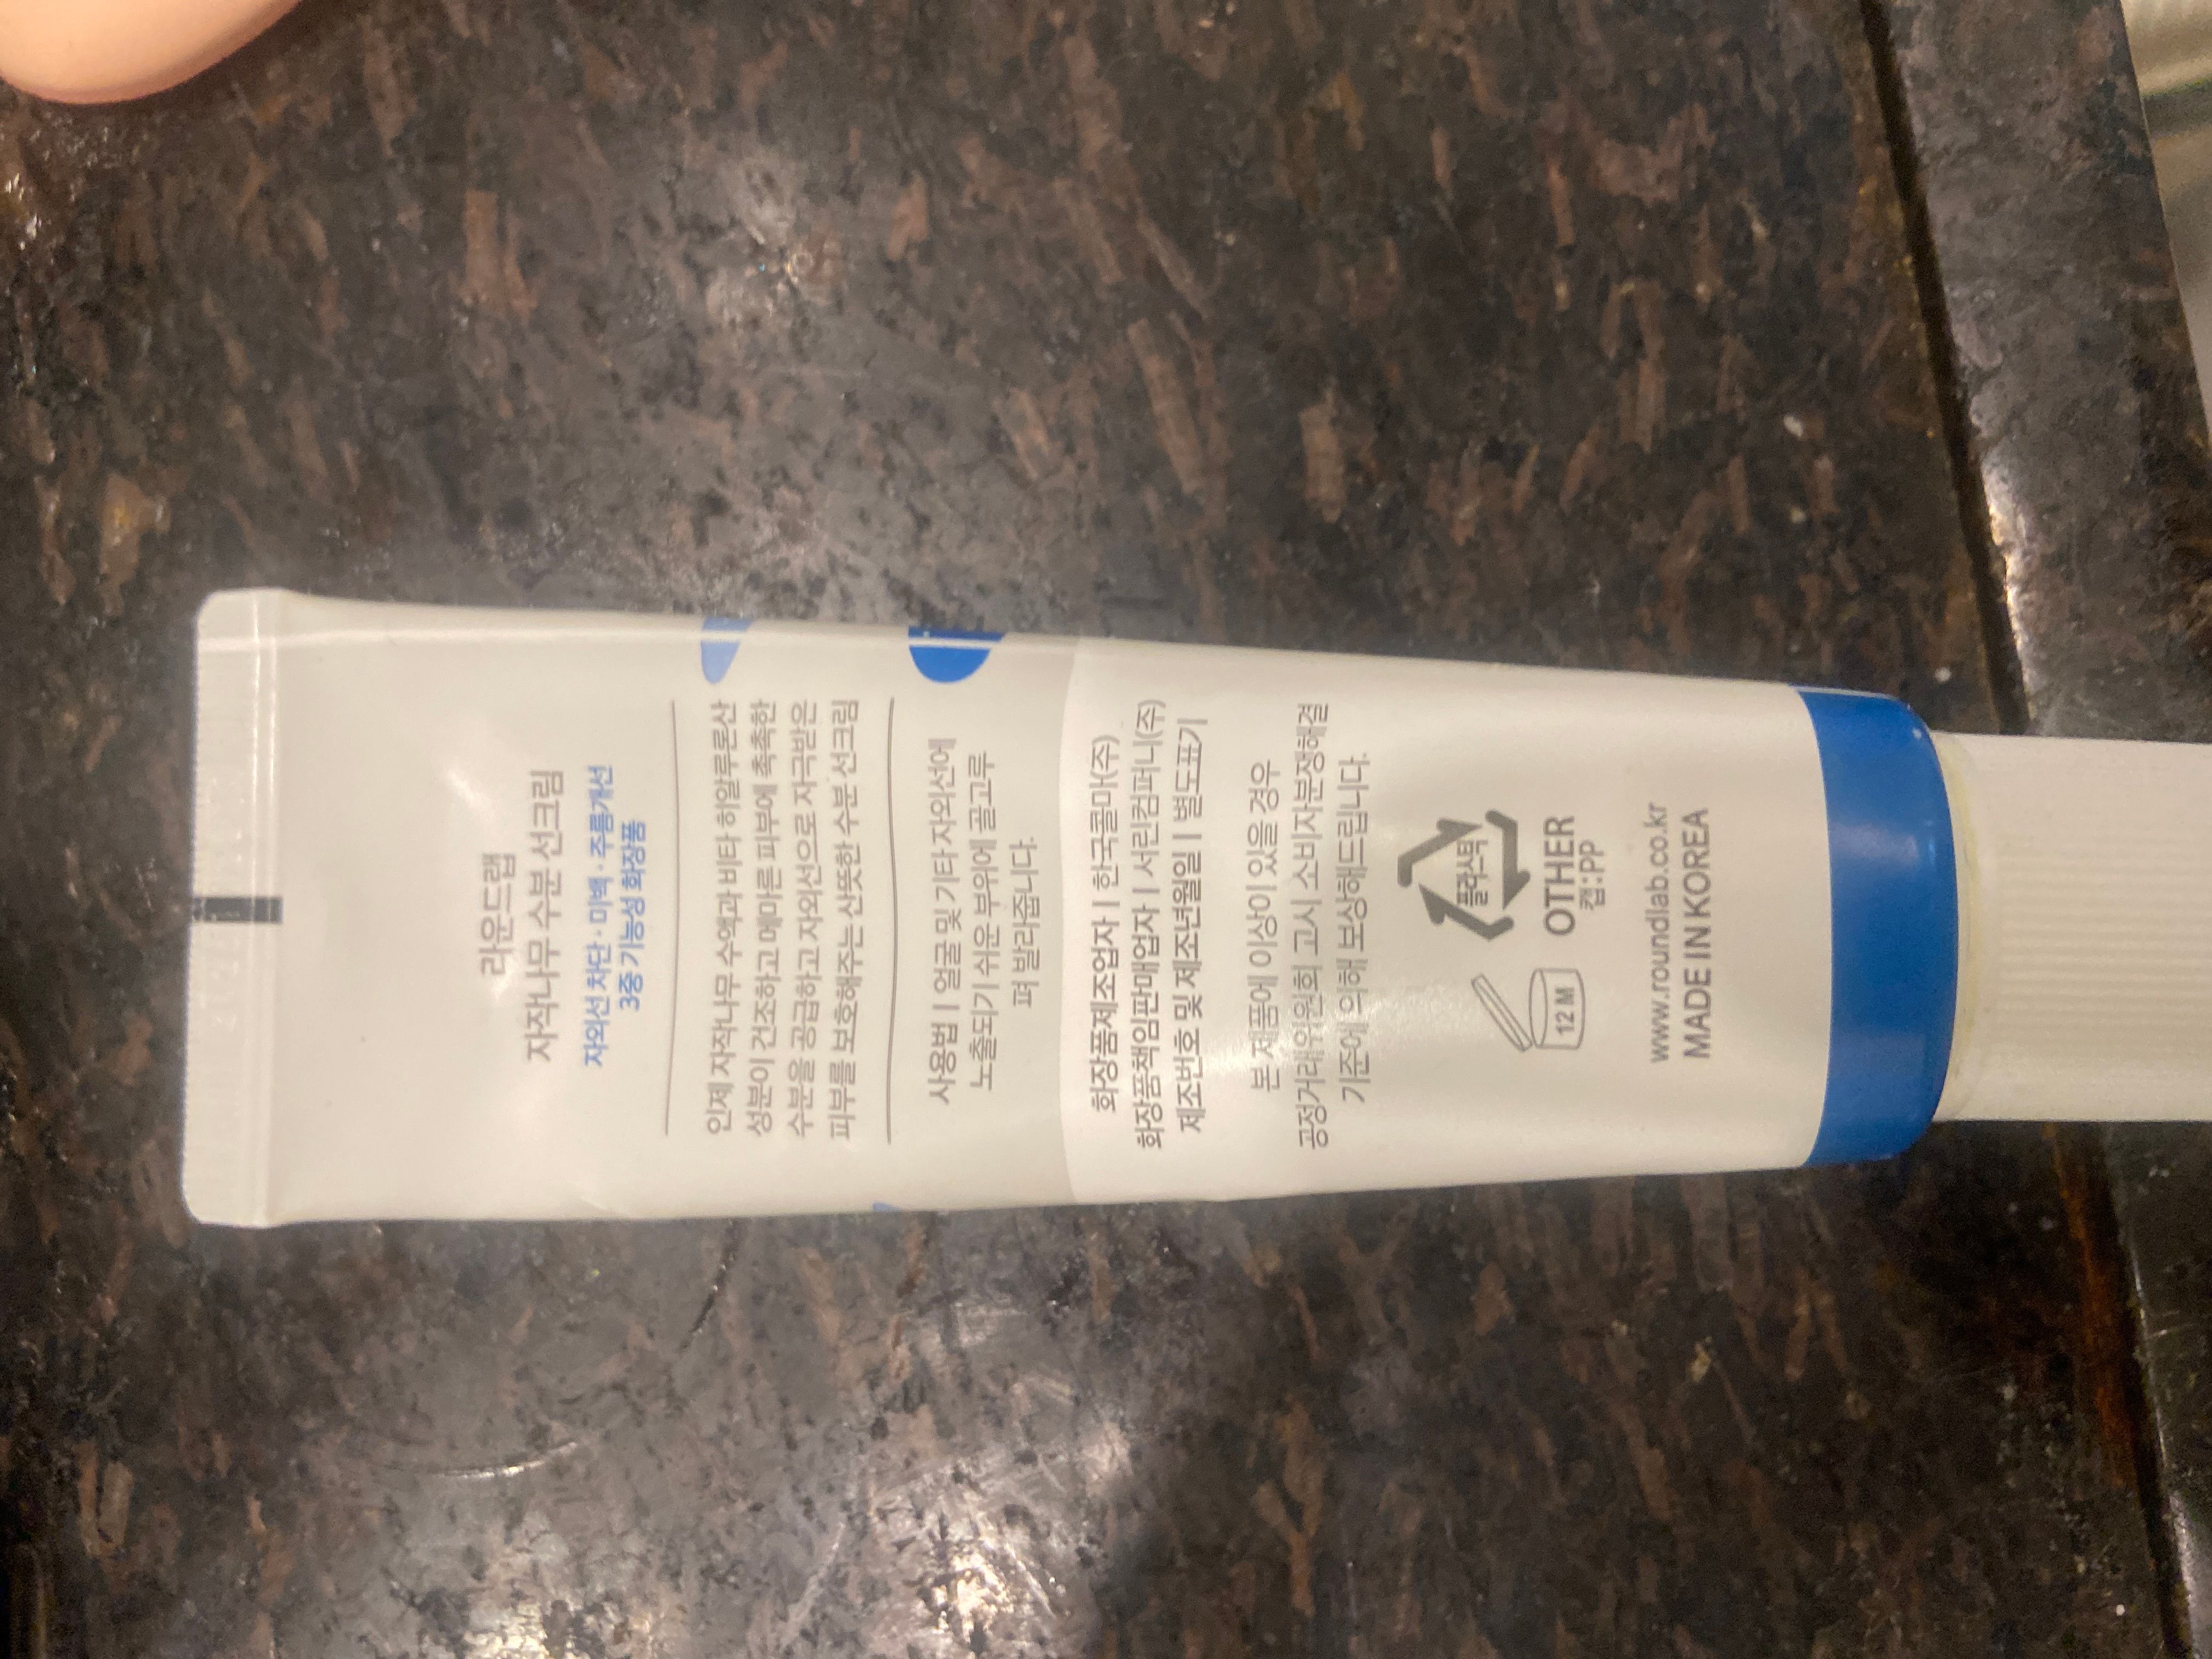 라운드랩
자작나무 수분 선크림
자외선 차단 · 미백 · 주름개선
3중 기능성 화장품
인제 자작나무 수액과 비타 히알루론산
성분이 건조하고 메마른 피부에 촉촉한
수분을 공급하고 자외선으로 자극받은
피부를 보호해주는 산뜻한 수분 선크림
사용법 | 얼굴 및 기타 자외선에
노출되기 쉬운 부위에 골고루
펴 발라줍니다.
화장품제조업자 | 한국콜마(주)
화장품책임판매업자 | 서린컴퍼니(주)
제조번호 및 제조년월일 | 별도표기
본 제품에 이상이 있을 경우
공정거래위원회 고시 소비자분쟁해결
기준에 의해 보상해드립니다.
12 M
플라스틱
OTHER
캡:PP
www.roundlab.co.kr
MADE IN KOREA